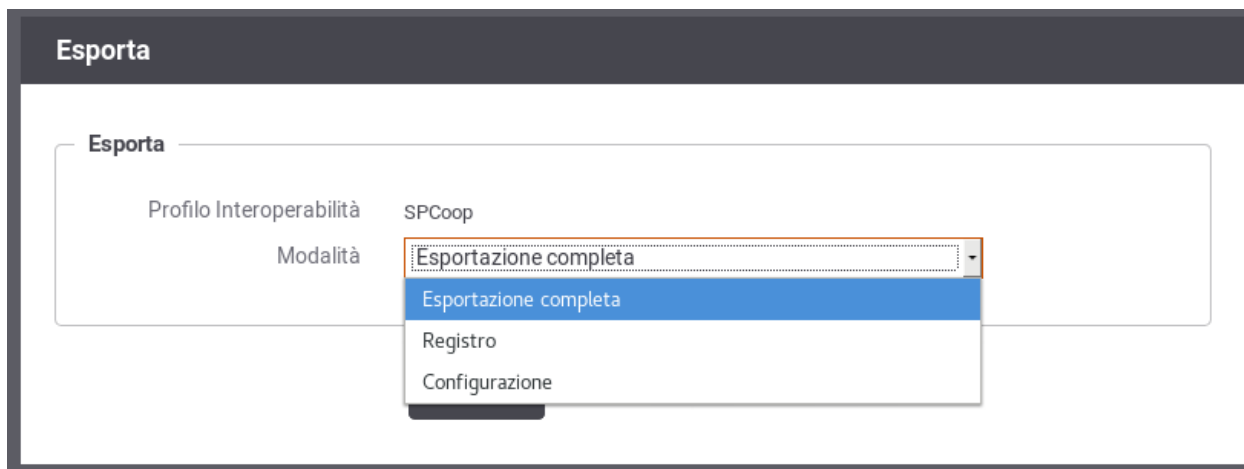 Esporta
Esporta
Profilo Interoperabilità SPCoop
Modalità Esportazione completa
Esportazione completa
Registro
Configurazione